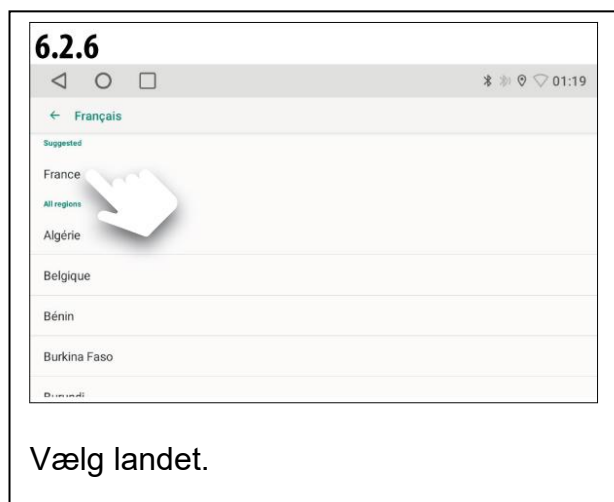 6.2.6
01:19
← Français
Suggested
France
All regions
Algérie
Belgique
Bénin
Burkina Faso
Vælg landet.